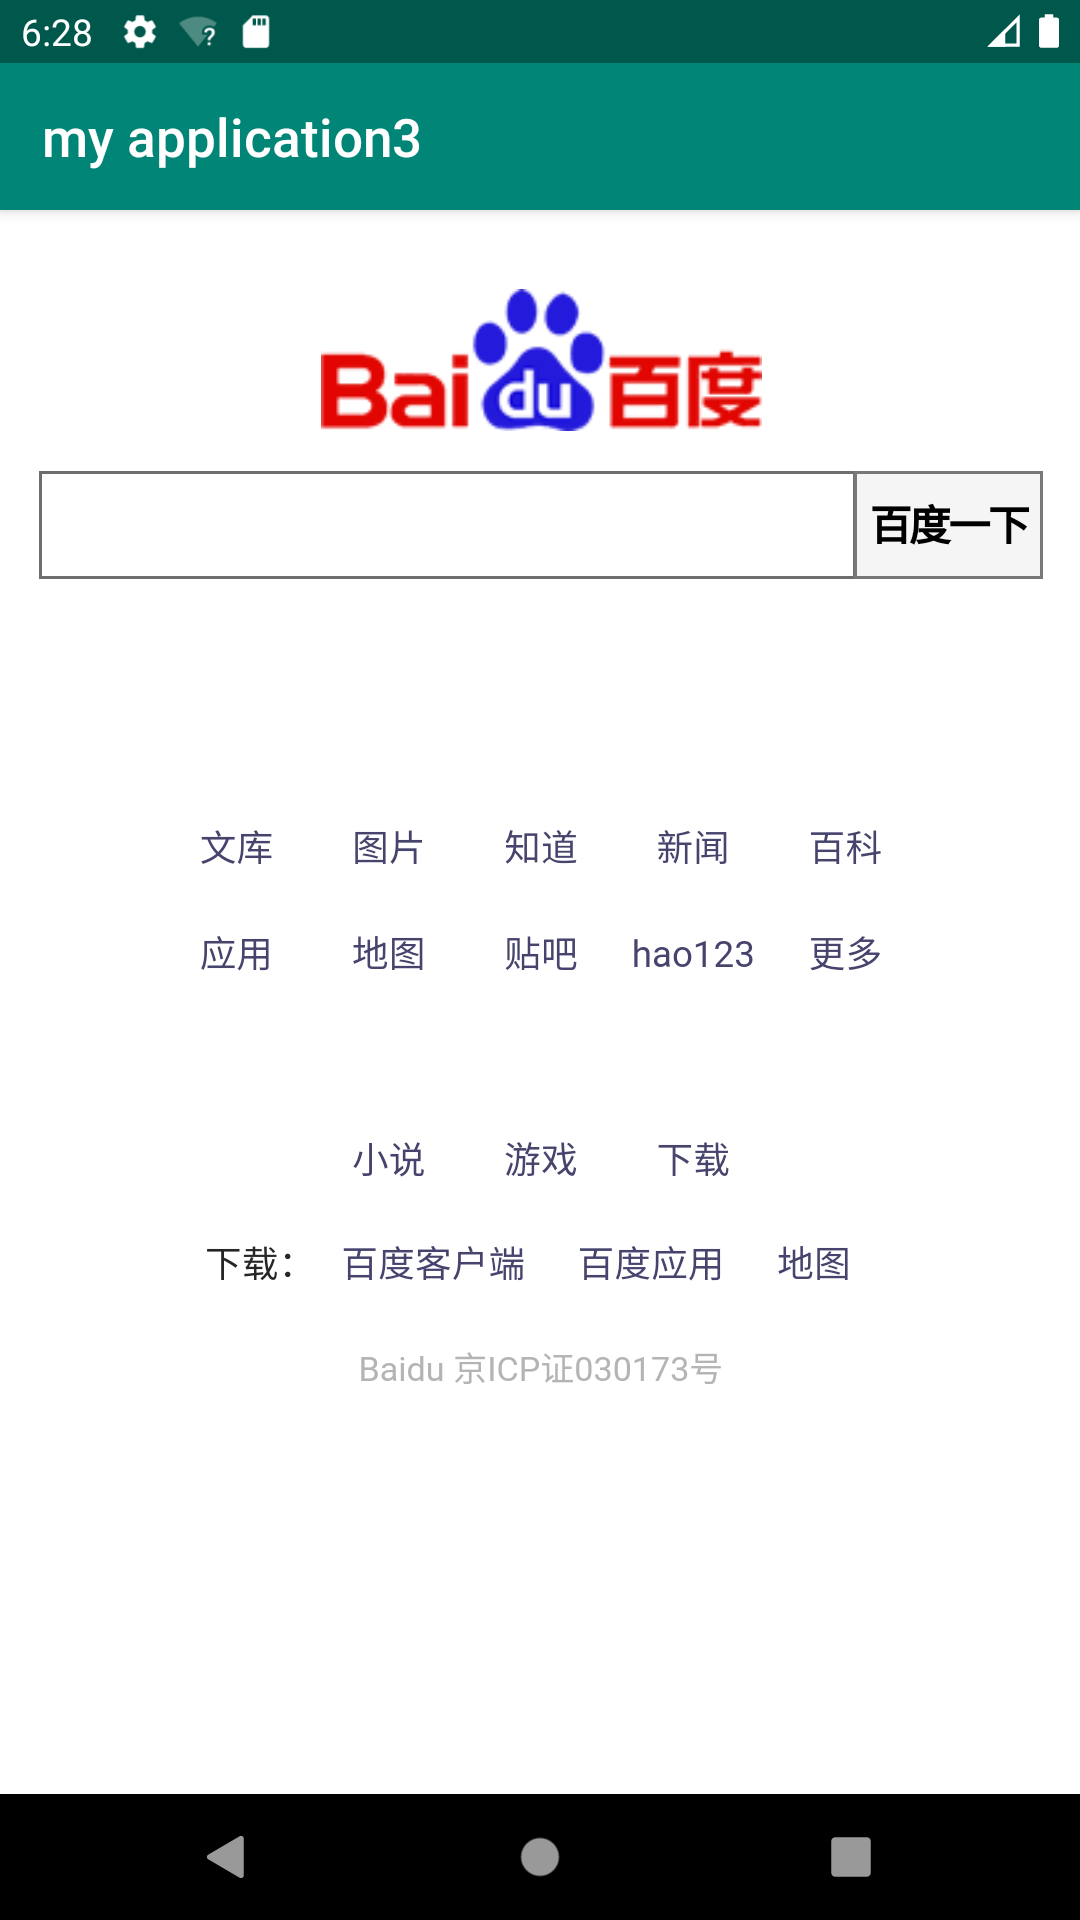 6:28
my application3
Bai du 百度
百度一下
文库 图片 知道 新闻 百科
应用 地图 贴吧 hao123 更多
小说 游戏 下载
下载： 百度客户端 百度应用 地图
Baidu 京ICP证030173号